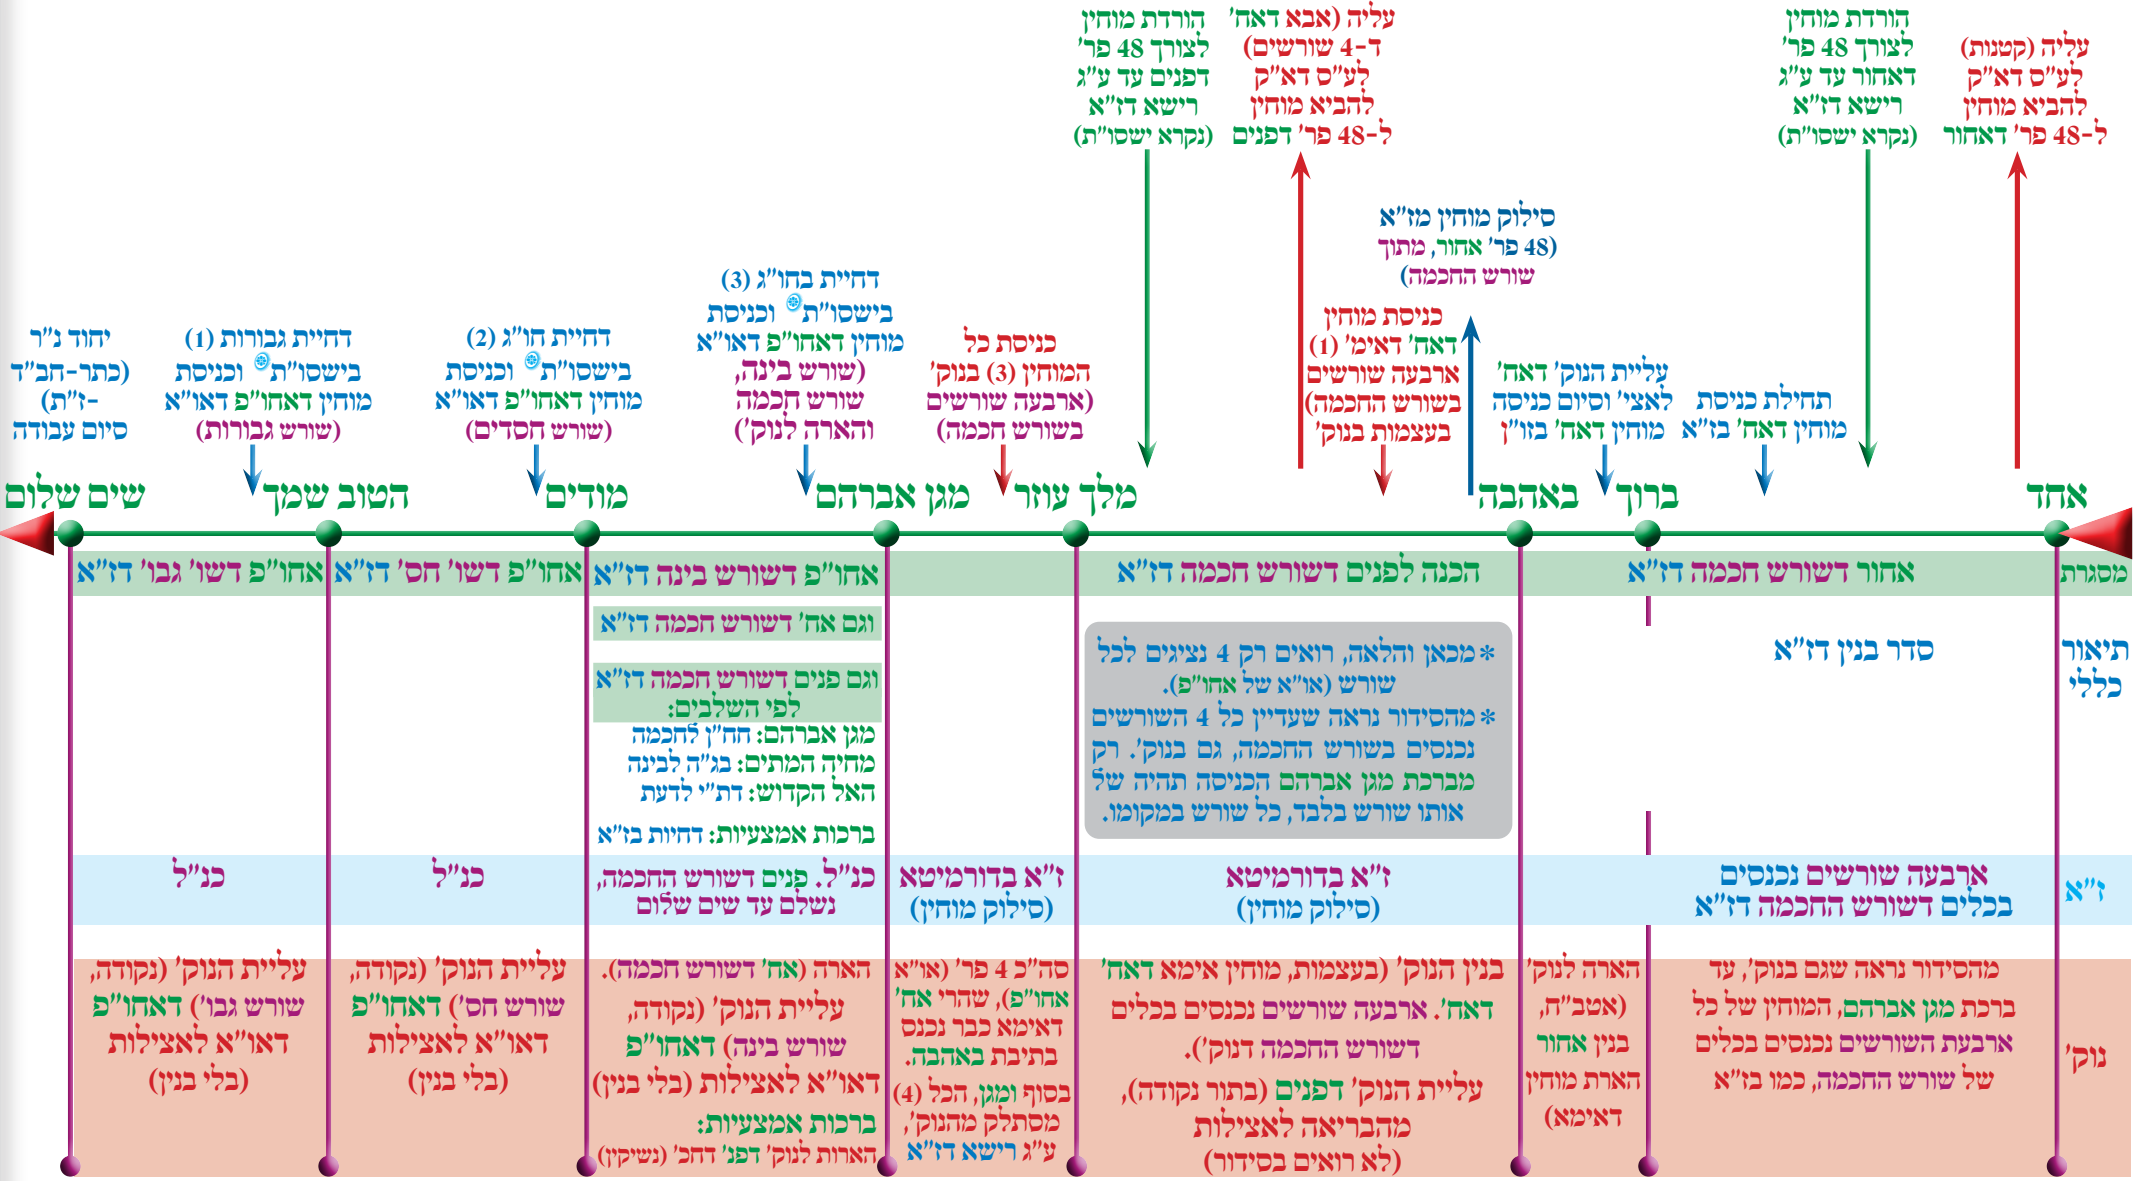 עליה (קטנות)
לע"ס דא"ק
להביא מוחין
ל-48 פר' דאחור
הורדת מוחין
לצורך 48 פר'
דאחור עד ע"ג
רישא דז"א
(נקרא ישסו"ת)
תחילת כניסת
מוחין דאח' בז"א
עליית הנוק' דאח'
לאצי' וסיום כניסה
מוחין דאח' בזו"ן
סילוק מוחין מז"א
(48 פר' אחור, מתוך
שורש החכמה)
כניסת מוחין
דאח' דאימ' (1)
ארבעה שורשים
בשורש החכמה)
בעצמות בנוק'
עליה (אבא דאח'
ד-4 שורשים)
לע"ס דא"ק
להביא מוחין
ל-48 פר' דפנים
הורדת מוחין
לצורך 48 פר'
דפנים עד ע"ג
רישא דז"א
(נקרא ישסו"ת)
כניסת כל
המוחין (3) בנוק'
(ארבעה שורשים
בשורש חכמה)
דחיית בחו"ג (3)
בישסו"ת וכניסת
מוחין דאחו"פ דאו"א
(שורש בינה,
שורש חכמה
והארה לנוק')
דחיית חו"ג (2)
בישסו"ת וכניסת
מוחין דאחו"פ דאו"א
(שורש חסדים)
דחיית גבורות (1)
בישסו"ת וכניסת
מוחין דאחו"פ דאו"א
(שורש גבורות)
יחוד נ"ר
(כתר-חב"ד
-ז"ת)
סיום עבודה
אחד ברוך באהבה מלך עוזר מגן אברהם מודים הטוב שמך שים שלום
מסגרת
אחור דשורש חכמה דז"א
הכנה לפנים דשורש חכמה דז"א
אחו"פ דשורש בינה דז"א
אחו"פ דשו' חס' דז"א
אחו"פ דשו' גבו' דז"א
וגם אח' דשורש חכמה דז"א
וגם פנים דשורש חכמה דז"א
לפי השלבים:
מגן אברהם: חח"ן לחכמה
מחיה המתים: בג"ה לבינה
האל הקדוש: דת"י לדעת
ברכות אמצעיות: דחיות בז"א
תיאור
כללי
סדר בנין דז"א
*מכאן והלאה, רואים רק 4 נציגים לכל
שורש (או"א של אחו"פ).
*מהסידור נראה שעדיין כל 4 השורשים
נכנסים בשורש החכמה, גם בנוק'. רק
מברכת מגן אברהם הכניסה תהיה של
אותו שורש בלבד, כל שורש במקומו.
ז"א
ארבעה שורשים נכנסים
בכלים דשורש החכמה דז"א
ז"א בדורמיטא
(סילוק מוחין)
ז"א בדורמיטא
(סילוק מוחין)
כנ"ל. פנים דשורש החכמה,
נשלם עד שים שלום
כנ"ל
כנ"ל
נוק'
מהסידור נראה שגם בנוק', עד
ברכת מגן אברהם, המוחין של כל
ארבעת השורשים נכנסים בכלים
של שורש החכמה, כמו בז"א
הארה לנוק'
(אטב"ח,
בנין אחור
הארת מוחין
דאימא)
בנין הנוק' (בעצמות, מוחין אימא דאח'
דאח'. ארבעה שורשים נכנסים בכלים
דשורש החכמה דנוק').
עליית הנוק' דפנים (בתור נקודה),
מהבריאה לאצילות
(לא רואים בסידור)
סה"כ 4 פר' (או"א
אחו"פ), שהרי אח'
דאימא כבר נכנס
בתיבת באהבה.
בסוף ומגן, הכל (4)
מסתלק מהנוק',
ע"ג רישא דז"א
הארה (אח' דשורש חכמה).
עליית הנוק' (נקודה,
שורש בינה) דאחו"פ
דאו"א לאצילות (בלי בנין)
ברכות אמצעיות:
הארות לנוק' דפנ' דחכ' (נשיקין)
עליית הנוק' (נקודה,
שורש חס') דאחו"פ
דאו"א לאצילות
(בלי בנין)
עליית הנוק' (נקודה,
שורש גבו') דאחו"פ
דאו"א לאצילות
(בלי בנין)